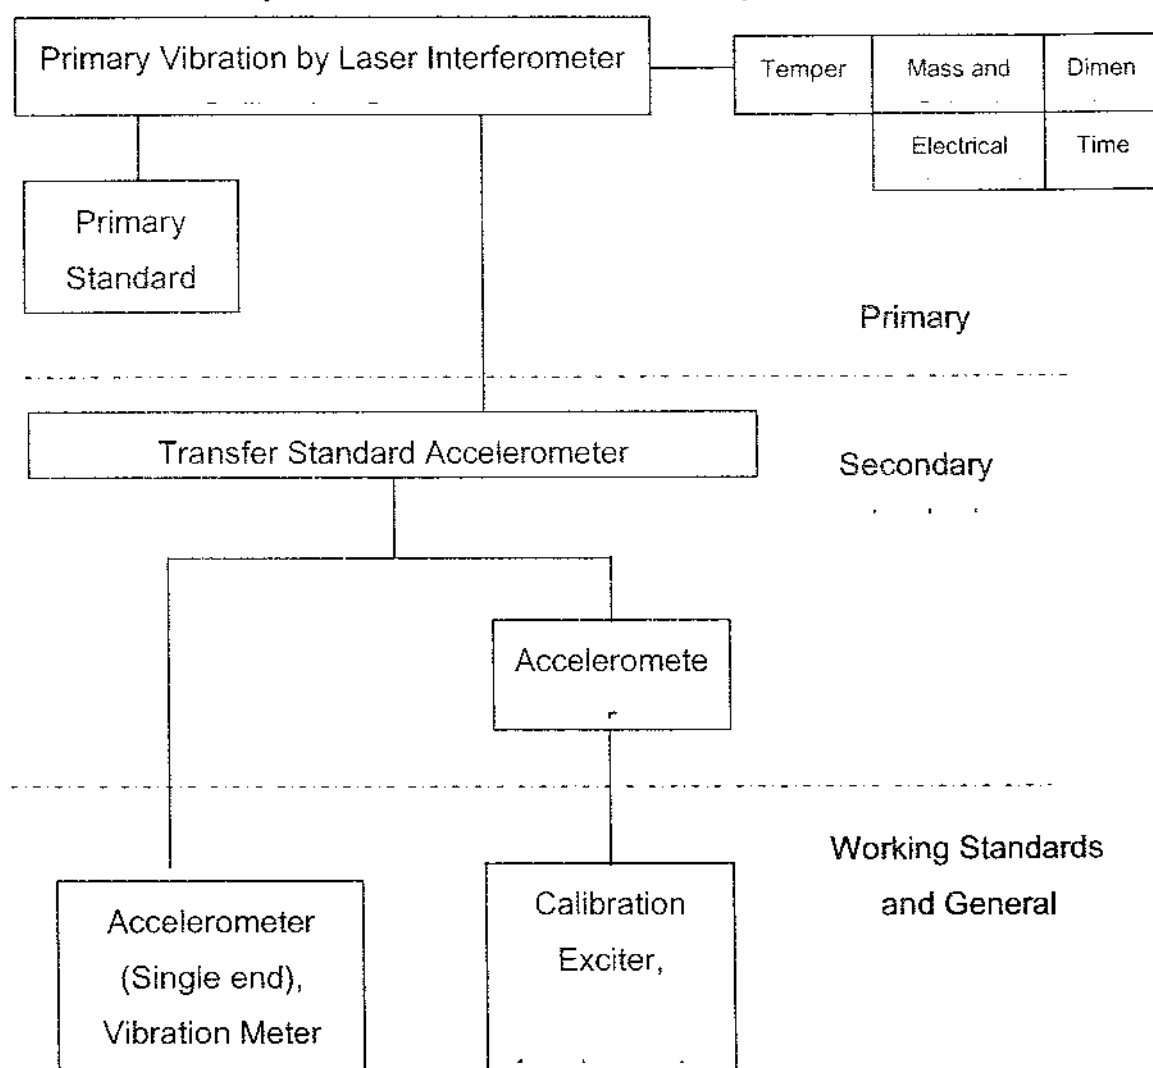 Primary Vibration by Laser Interferometer
Temper
Mass and
Dimen
Electrical
Time
Primary
Standard
Primary
Transfer Standard Accelerometer
Secondary
Acceleromete
r
Working Standards
and General
Accelerometer
(Single end),
Vibration Meter
Calibration
Exciter,